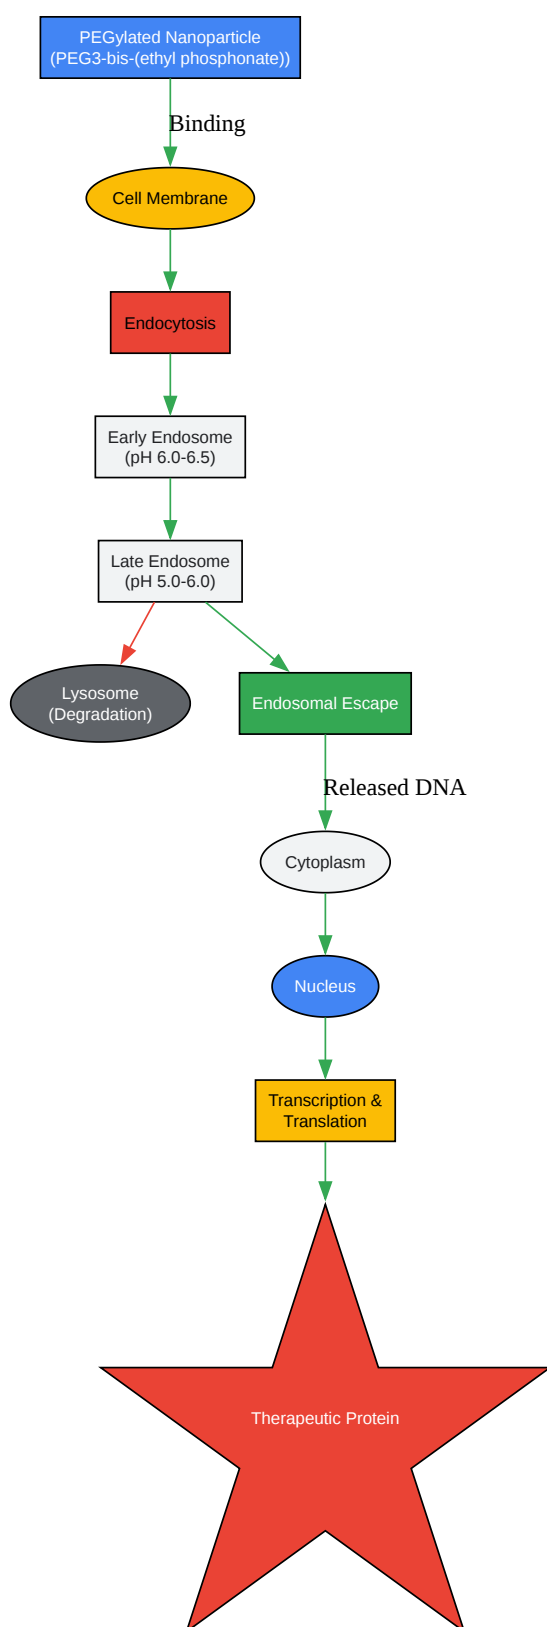 PEGylated Nanoparticle
(PEG3-bis-(ethyl phosphonate))
Binding
Cell Membrane
Endocytosis
Early Endosome
(pH 6.0-6.5)
Late Endosome
(pH 5.0-6.0)
Lysosome
(Degradation)
Endosomal Escape
Released DNA
Cytoplasm
Nucleus
Transcription &
Translation
Therapeutic Protein